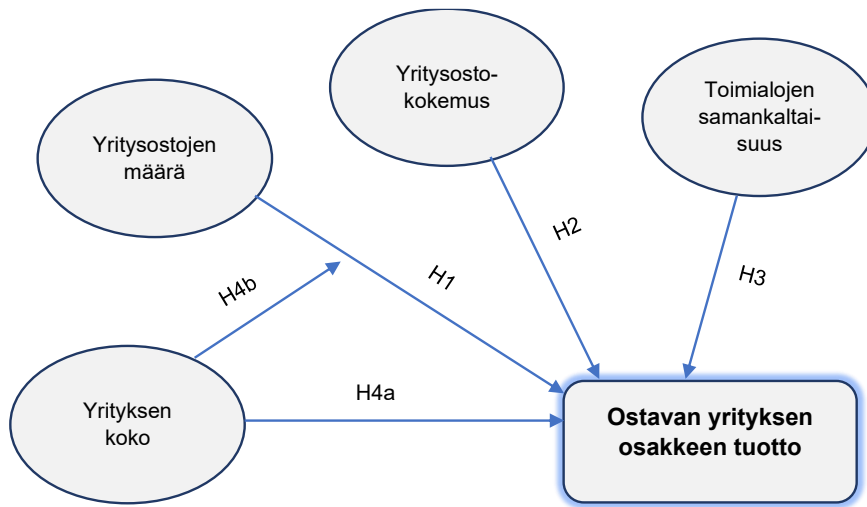 Yritysosto-
kokemus
Toimialojen
samankaltai-
suus
Yritysostojen
määrä
H2
H1
H3
H4b
Yrityksen
koko
H4a
Ostavan yrityksen
osakkeen tuotto